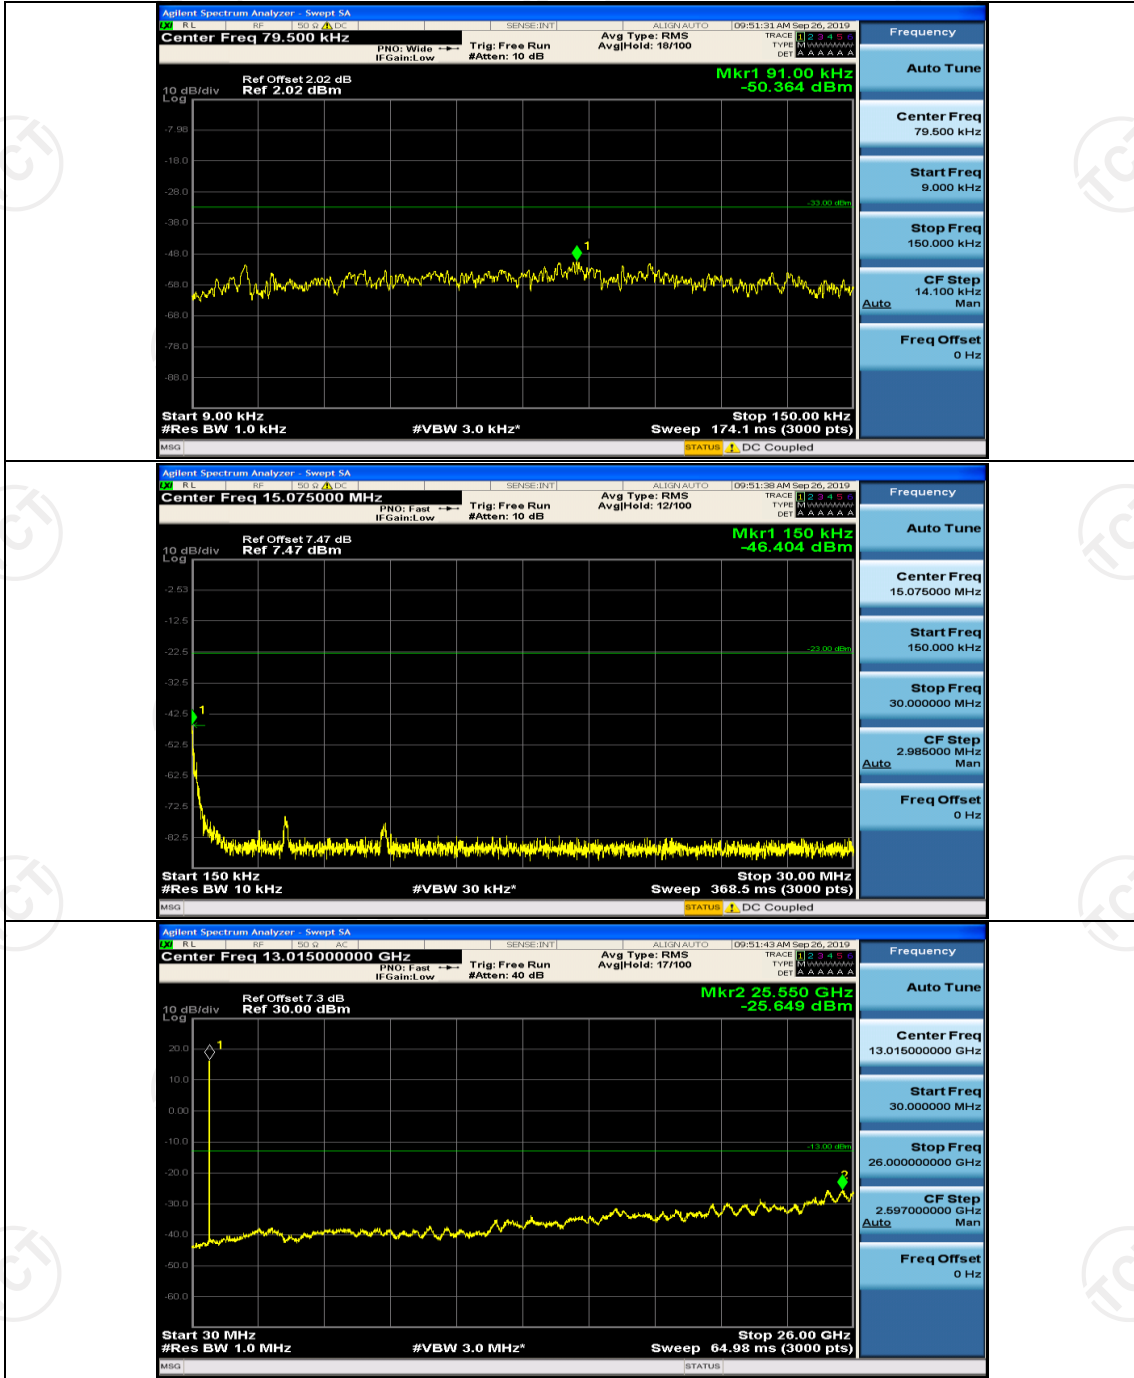 Agilent Spectrum Analyzer - Swept SA
LXI RL RF 50 Ω DC SENSE:INT ALIGN AUTO 09:51:31 AM Sep 26, 2019
Center Freq 79.500 kHz
PNO: Wide
IFGain:Low
Trig: Free Run
#Atten: 10 dB
Avg Type: RMS
Avg|Hold: 18/100
TRACE 1 2 3 4 5 6
TYPE M W W W W W
DET A A A A A A
Ref Offset 2.02 dB
10 dB/div Ref 2.02 dBm
Log
Mkr1 91.00 kHz
-50.364 dBm
-7.98
-18.0
-28.0
-33.00 dBm
-38.0
-48.0
1
-58.0
-68.0
-78.0
-88.0
Start 9.00 kHz Stop 150.00 kHz
#Res BW 1.0 kHz #VBW 3.0 kHz* Sweep 174.1 ms (3000 pts)
MSG STATUS DC Coupled
Frequency
Auto Tune
Center Freq
79.500 kHz
Start Freq
9.000 kHz
Stop Freq
150.000 kHz
CF Step
14.100 kHz
Auto Man
Freq Offset
0 Hz
Agilent Spectrum Analyzer - Swept SA
LXI RL RF 50 Ω DC SENSE:INT ALIGN AUTO 09:51:38 AM Sep 26, 2019
Center Freq 15.075000 MHz
PNO: Fast
IFGain:Low
Trig: Free Run
#Atten: 10 dB
Avg Type: RMS
Avg|Hold: 12/100
TRACE 1 2 3 4 5 6
TYPE M W W W W W
DET A A A A A A
Ref Offset 7.47 dB
10 dB/div Ref 7.47 dBm
Log
Mkr1 150 kHz
-46.404 dBm
-2.53
-12.5
-22.5
-23.00 dBm
-32.5
-42.5
1
-52.5
-62.5
-72.5
-82.5
Start 150 kHz Stop 30.00 MHz
#Res BW 10 kHz #VBW 30 kHz* Sweep 368.5 ms (3000 pts)
MSG STATUS DC Coupled
Frequency
Auto Tune
Center Freq
15.075000 MHz
Start Freq
150.000 kHz
Stop Freq
30.000000 MHz
CF Step
2.985000 MHz
Auto Man
Freq Offset
0 Hz
Agilent Spectrum Analyzer - Swept SA
LXI RL RF 50 Ω AC SENSE:INT ALIGN AUTO 09:51:43 AM Sep 26, 2019
Center Freq 13.015000000 GHz
PNO: Fast
IFGain:Low
Trig: Free Run
#Atten: 40 dB
Avg Type: RMS
Avg|Hold: 17/100
TRACE 1 2 3 4 5 6
TYPE M W W W W W
DET A A A A A A
Ref Offset 7.3 dB
10 dB/div Ref 30.00 dBm
Log
Mkr2 25.550 GHz
-25.649 dBm
1
20.0
10.0
0.00
-10.0
-13.00 dBm
-20.0
2
-30.0
-40.0
-50.0
-60.0
Start 30 MHz Stop 26.00 GHz
#Res BW 1.0 MHz #VBW 3.0 MHz* Sweep 64.98 ms (3000 pts)
MSG STATUS
Frequency
Auto Tune
Center Freq
13.015000000 GHz
Start Freq
30.000000 MHz
Stop Freq
26.000000000 GHz
CF Step
2.597000000 GHz
Auto Man
Freq Offset
0 Hz
TCT
TCT
TCT
TCT
TCT
TCT
TCT
TCT